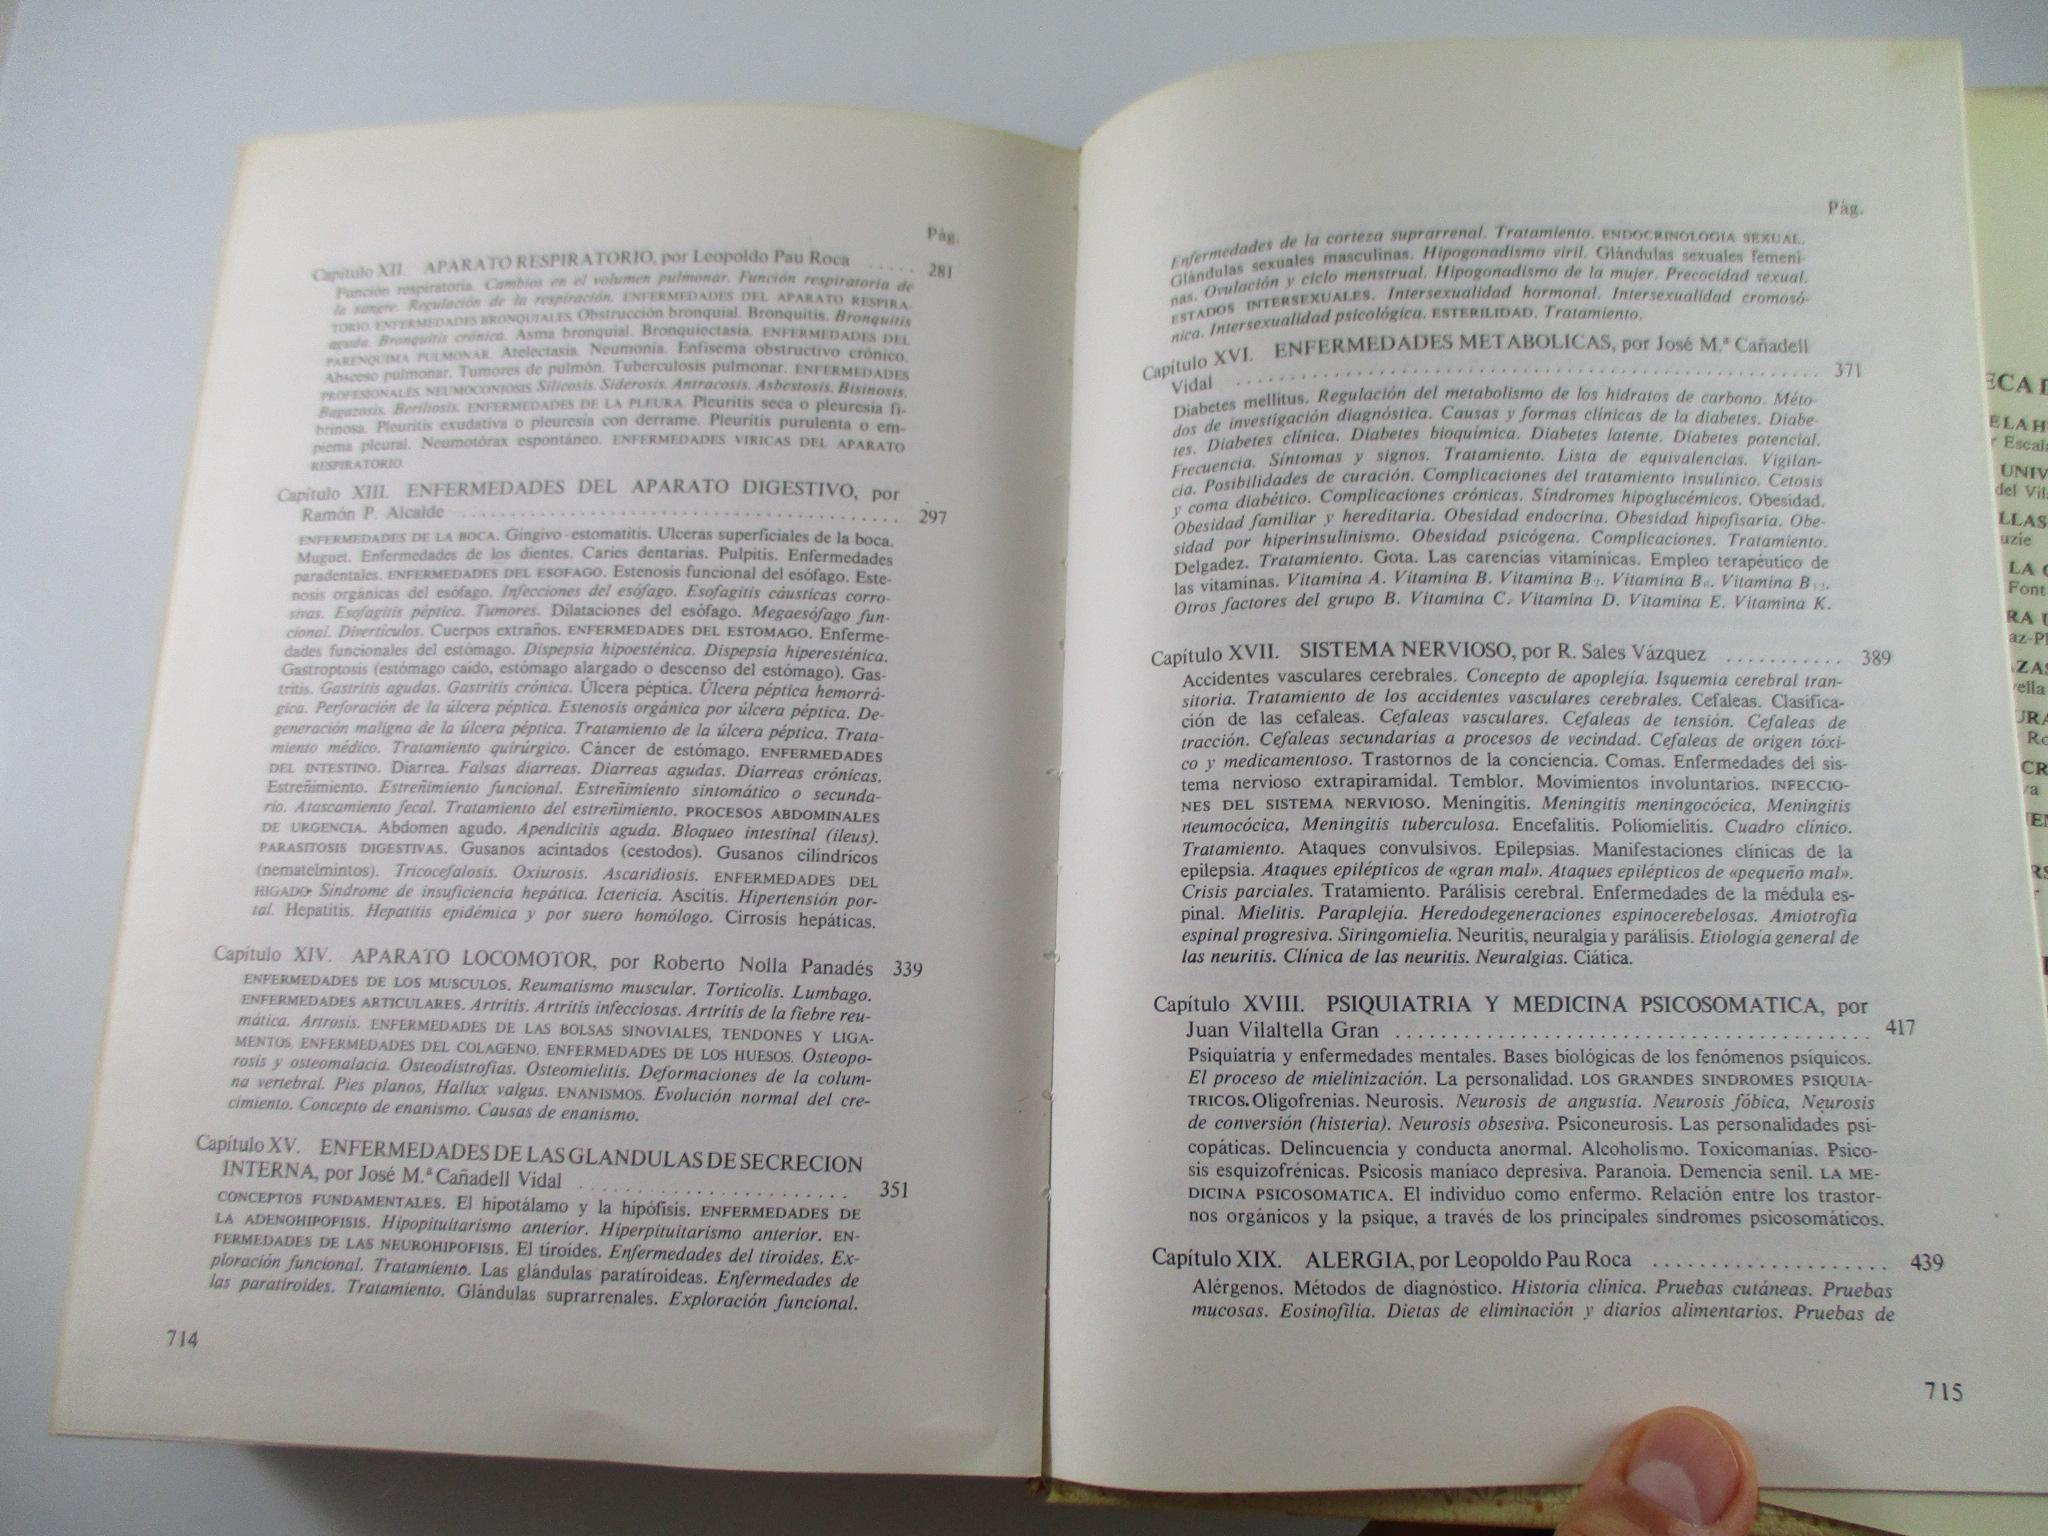 Pág.
Capítulo XII. APARATO RESPIRATORIO, por Leopoldo Pau Roca ..... 281
Función respiratoria. Cambios en el volumen pulmonar. Función respiratoria de
la sangre. Regulación de la respiración. ENFERMEDADES DEL APARATO RESPIRA-
TORIO. ENFERMEDADES BRONQUIALES Obstrucción bronquial. Bronquitis. Bronquitis
aguda. Bronquitis crónica. Asma bronquial. Bronquiectasia. ENFERMEDADES DEL
PARENQUIMA PULMONAR. Atelectasia. Neumonía. Enfisema obstructivo crónico.
Absceso pulmonar. Tumores de pulmón. Tuberculosis pulmonar. ENFERMEDADES
PROFESIONALES NEUMOCONIOSIS Silicosis. Siderosis. Antracosis. Asbestosis. Bisinosis.
Bagazosis. Beriliosis. ENFERMEDADES DE LA PLEURA. Pleuritis seca o pleuresía fi-
brinosa. Pleuritis exudativa o pleuresía con derrame. Pleuritis purulenta o em-
piema pleural. Neumotórax espontáneo. ENFERMEDADES VIRICAS DEL APARATO
RESPIRATORIO.
Capítulo XIII. ENFERMEDADES DEL APARATO DIGESTIVO, por
Ramón P. Alcalde ........................................ 297
ENFERMEDADES DE LA BOCA. Gingivo-estomatitis. Ulceras superficiales de la boca.
Muguet. Enfermedades de los dientes. Caries dentarias. Pulpitis. Enfermedades
paradentales. ENFERMEDADES DEL ESOFAGO. Estenosis funcional del esófago. Este-
nosis orgánicas del esófago. Infecciones del esófago. Esofagitis cáusticas corro-
sivas. Esofagitis péptica. Tumores. Dilataciones del esófago. Megaesófago fun-
cional. Divertículos. Cuerpos extraños. ENFERMEDADES DEL ESTOMAGO. Enferme-
dades funcionales del estómago. Dispepsia hipoesténica. Dispepsia hiperesténica.
Gastroptosis (estómago caído, estómago alargado o descenso del estómago). Gas-
tritis. Gastritis agudas. Gastritis crónica. Úlcera péptica. Úlcera péptica hemorrá-
gica. Perforación de la úlcera péptica. Estenosis orgánica por úlcera péptica. De-
generación maligna de la úlcera péptica. Tratamiento de la úlcera péptica. Trata-
miento médico. Tratamiento quirúrgico. Cáncer de estómago. ENFERMEDADES
DEL INTESTINO. Diarrea. Falsas diarreas. Diarreas agudas. Diarreas crónicas.
Estreñimiento. Estreñimiento funcional. Estreñimiento sintomático o secunda-
rio. Atascamiento fecal. Tratamiento del estreñimiento. PROCESOS ABDOMINALES
DE URGENCIA. Abdomen agudo. Apendicitis aguda. Bloqueo intestinal (ileus).
PARASITOSIS DIGESTIVAS. Gusanos acintados (cestodos). Gusanos cilíndricos
(nematelmintos). Tricocefalosis. Oxiurosis. Ascaridiosis. ENFERMEDADES DEL
HIGADO. Síndrome de insuficiencia hepática. Ictericia. Ascitis. Hipertensión por-
tal. Hepatitis. Hepatitis epidémica y por suero homólogo. Cirrosis hepáticas.
Capítulo XIV. APARATO LOCOMOTOR, por Roberto Nolla Panadés 339
ENFERMEDADES DE LOS MUSCULOS. Reumatismo muscular. Tortícolis. Lumbago.
ENFERMEDADES ARTICULARES. Artritis. Artritis infecciosas. Artritis de la fiebre reu-
mática. Artrosis. ENFERMEDADES DE LAS BOLSAS SINOVIALES, TENDONES Y LIGA-
MENTOS. ENFERMEDADES DEL COLAGENO. ENFERMEDADES DE LOS HUESOS. Osteopo-
rosis y osteomalacia. Osteodistrofias. Osteomielitis. Deformaciones de la colum-
na vertebral. Pies planos, Hallux valgus. ENANISMOS. Evolución normal del cre-
cimiento. Concepto de enanismo. Causas de enanismo.
Capítulo XV. ENFERMEDADES DE LAS GLANDULAS DE SECRECION
INTERNA, por José M.ª Cañadell Vidal ........................ 351
CONCEPTOS FUNDAMENTALES. El hipotálamo y la hipófisis. ENFERMEDADES DE
LA ADENOHIPOFISIS. Hipopituitarismo anterior. Hiperpituitarismo anterior. EN-
FERMEDADES DE LAS NEUROHIPOFISIS. El tiroides. Enfermedades del tiroides. Ex-
ploración funcional. Tratamiento. Las glándulas paratiroideas. Enfermedades de
las paratiroides. Tratamiento. Glándulas suprarrenales. Exploración funcional.
714
Pág.
Enfermedades de la corteza suprarrenal. Tratamiento. ENDOCRINOLOGIA SEXUAL.
Glándulas sexuales masculinas. Hipogonadismo viril. Glándulas sexuales femeni-
nas. Ovulación y ciclo menstrual. Hipogonadismo de la mujer. Precocidad sexual.
ESTADOS INTERSEXUALES. Intersexualidad hormonal. Intersexualidad cromosó-
nica. Intersexualidad psicológica. ESTERILIDAD. Tratamiento.
Capítulo XVI. ENFERMEDADES METABOLICAS, por José M.ª Cañadell
Vidal .................................................. 371
Diabetes mellitus. Regulación del metabolismo de los hidratos de carbono. Méto-
dos de investigación diagnóstica. Causas y formas clínicas de la diabetes. Diabe-
tes. Diabetes clínica. Diabetes bioquímica. Diabetes latente. Diabetes potencial.
Frecuencia. Síntomas y signos. Tratamiento. Lista de equivalencias. Vigilan-
cia. Posibilidades de curación. Complicaciones del tratamiento insulínico. Cetosis
y coma diabético. Complicaciones crónicas. Síndromes hipoglucémicos. Obesidad.
Obesidad familiar y hereditaria. Obesidad endocrina. Obesidad hipofisaria. Obe-
sidad por hiperinsulinismo. Obesidad psicógena. Complicaciones. Tratamiento.
Delgadez. Tratamiento. Gota. Las carencias vitamínicas. Empleo terapéutico de
las vitaminas. Vitamina A. Vitamina B. Vitamina B₂. Vitamina B₆. Vitamina B₁₂.
Otros factores del grupo B. Vitamina C. Vitamina D. Vitamina E. Vitamina K.
Capítulo XVII. SISTEMA NERVIOSO, por R. Sales Vázquez ........... 389
Accidentes vasculares cerebrales. Concepto de apoplejía. Isquemia cerebral tran-
sitoria. Tratamiento de los accidentes vasculares cerebrales. Cefaleas. Clasifica-
ción de las cefaleas. Cefaleas vasculares. Cefaleas de tensión. Cefaleas de
tracción. Cefaleas secundarias a procesos de vecindad. Cefaleas de origen tóxi-
co y medicamentoso. Trastornos de la conciencia. Comas. Enfermedades del sis-
tema nervioso extrapiramidal. Temblor. Movimientos involuntarios. INFECCIO-
NES DEL SISTEMA NERVIOSO. Meningitis. Meningitis meningocócica, Meningitis
neumocócica, Meningitis tuberculosa. Encefalitis. Poliomielitis. Cuadro clínico.
Tratamiento. Ataques convulsivos. Epilepsias. Manifestaciones clínicas de la
epilepsia. Ataques epilépticos de «gran mal». Ataques epilépticos de «pequeño mal».
Crisis parciales. Tratamiento. Parálisis cerebral. Enfermedades de la médula es-
pinal. Mielitis. Paraplejía. Heredodegeneraciones espinocerebelosas. Amiotrofia
espinal progresiva. Siringomielia. Neuritis, neuralgia y parálisis. Etiología general de
las neuritis. Clínica de las neuritis. Neuralgias. Ciática.
Capítulo XVIII. PSIQUIATRIA Y MEDICINA PSICOSOMATICA, por
Juan Vilaltella Gran ........................................ 417
Psiquiatría y enfermedades mentales. Bases biológicas de los fenómenos psíquicos.
El proceso de mielinización. La personalidad. LOS GRANDES SINDROMES PSIQUIA-
TRICOS. Oligofrenias. Neurosis. Neurosis de angustia. Neurosis fóbica, Neurosis
de conversión (histeria). Neurosis obsesiva. Psiconeurosis. Las personalidades psi-
copáticas. Delincuencia y conducta anormal. Alcoholismo. Toxicomanías. Psico-
sis esquizofrénicas. Psicosis maníaco depresiva. Paranoia. Demencia senil. LA ME-
DICINA PSICOSOMATICA. El individuo como enfermo. Relación entre los trastor-
nos orgánicos y la psique, a través de los principales síndromes psicosomáticos.
Capítulo XIX. ALERGIA, por Leopoldo Pau Roca .................... 439
Alérgenos. Métodos de diagnóstico. Historia clínica. Pruebas cutáneas. Pruebas
mucosas. Eosinofilia. Dietas de eliminación y diarios alimentarios. Pruebas de
715